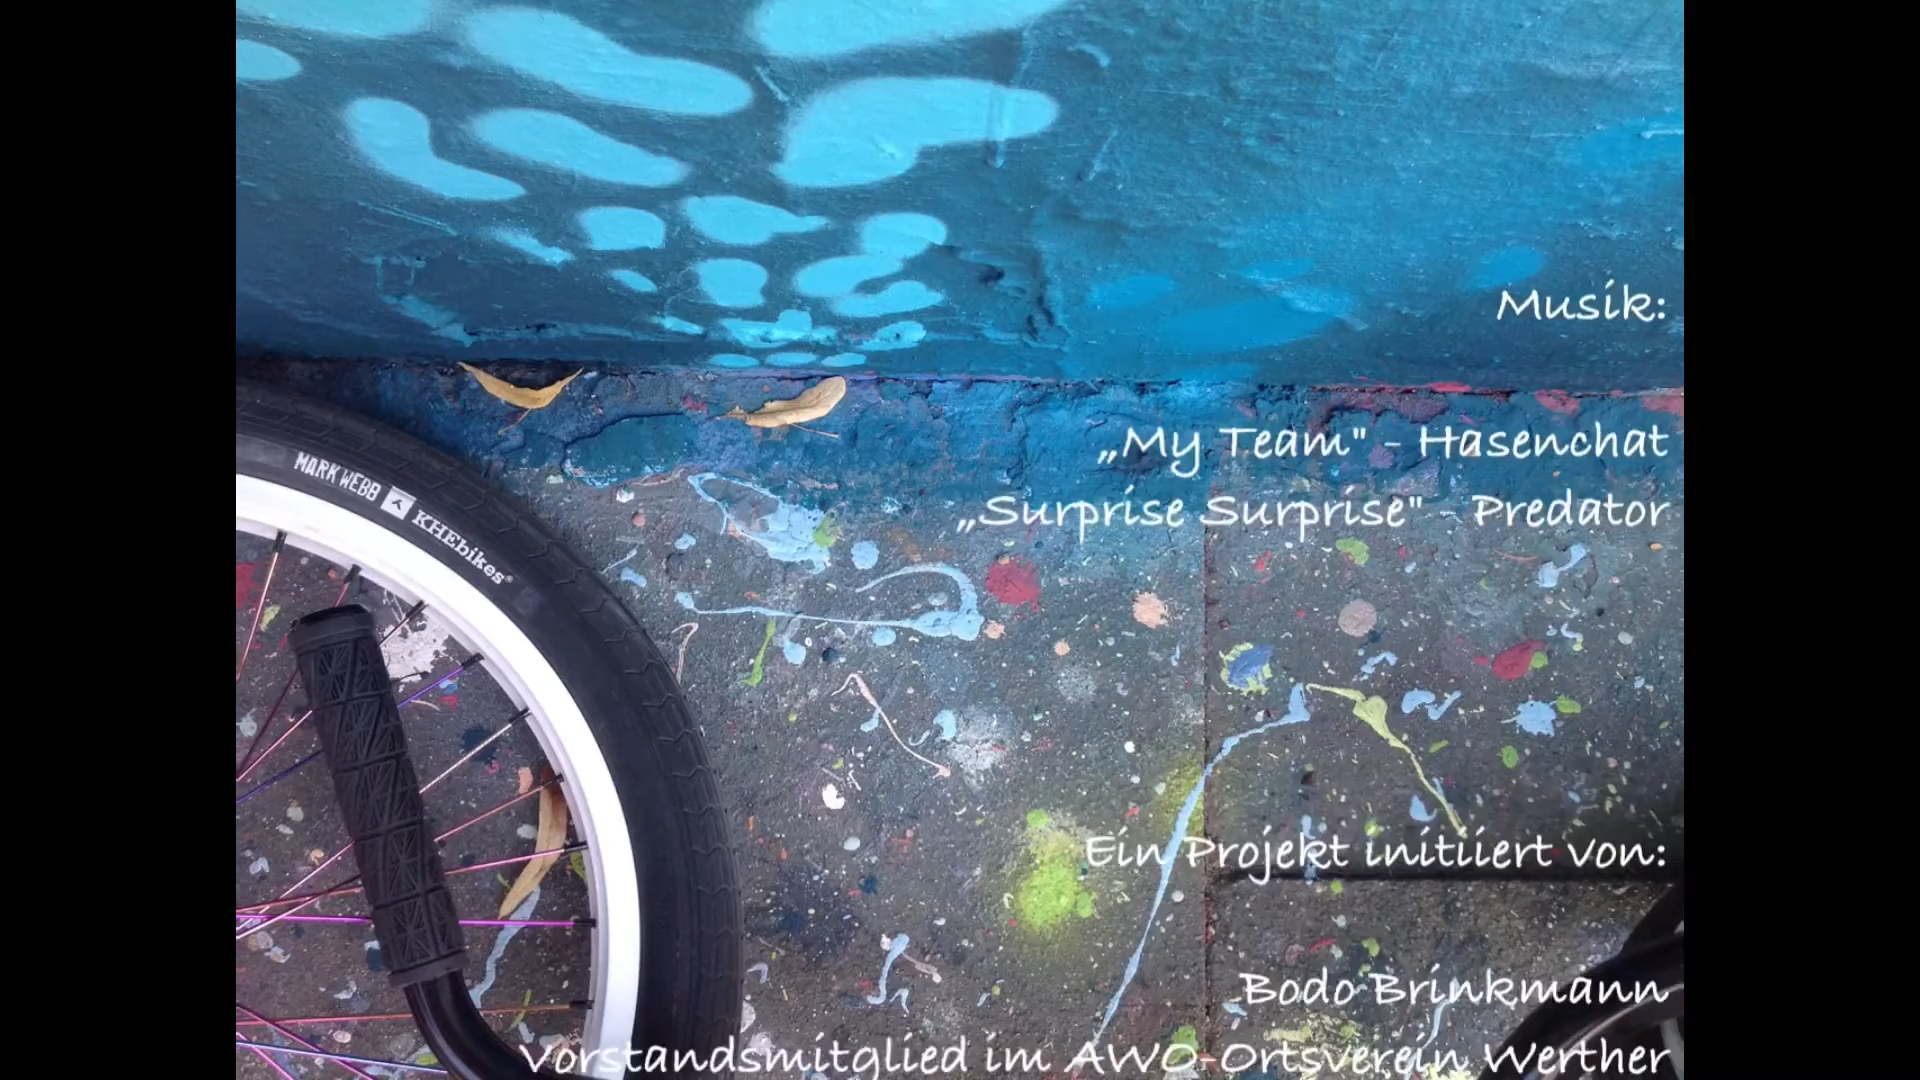 Musik:
„My Team" - Hasenchat
„Surprise Surprise" - Predator
MARK WEBB KHEbikes®
Ein Projekt initiiert von:
Bodo Brinkmann
Vorstandsmitglied im AWO-Ortsverein Werther